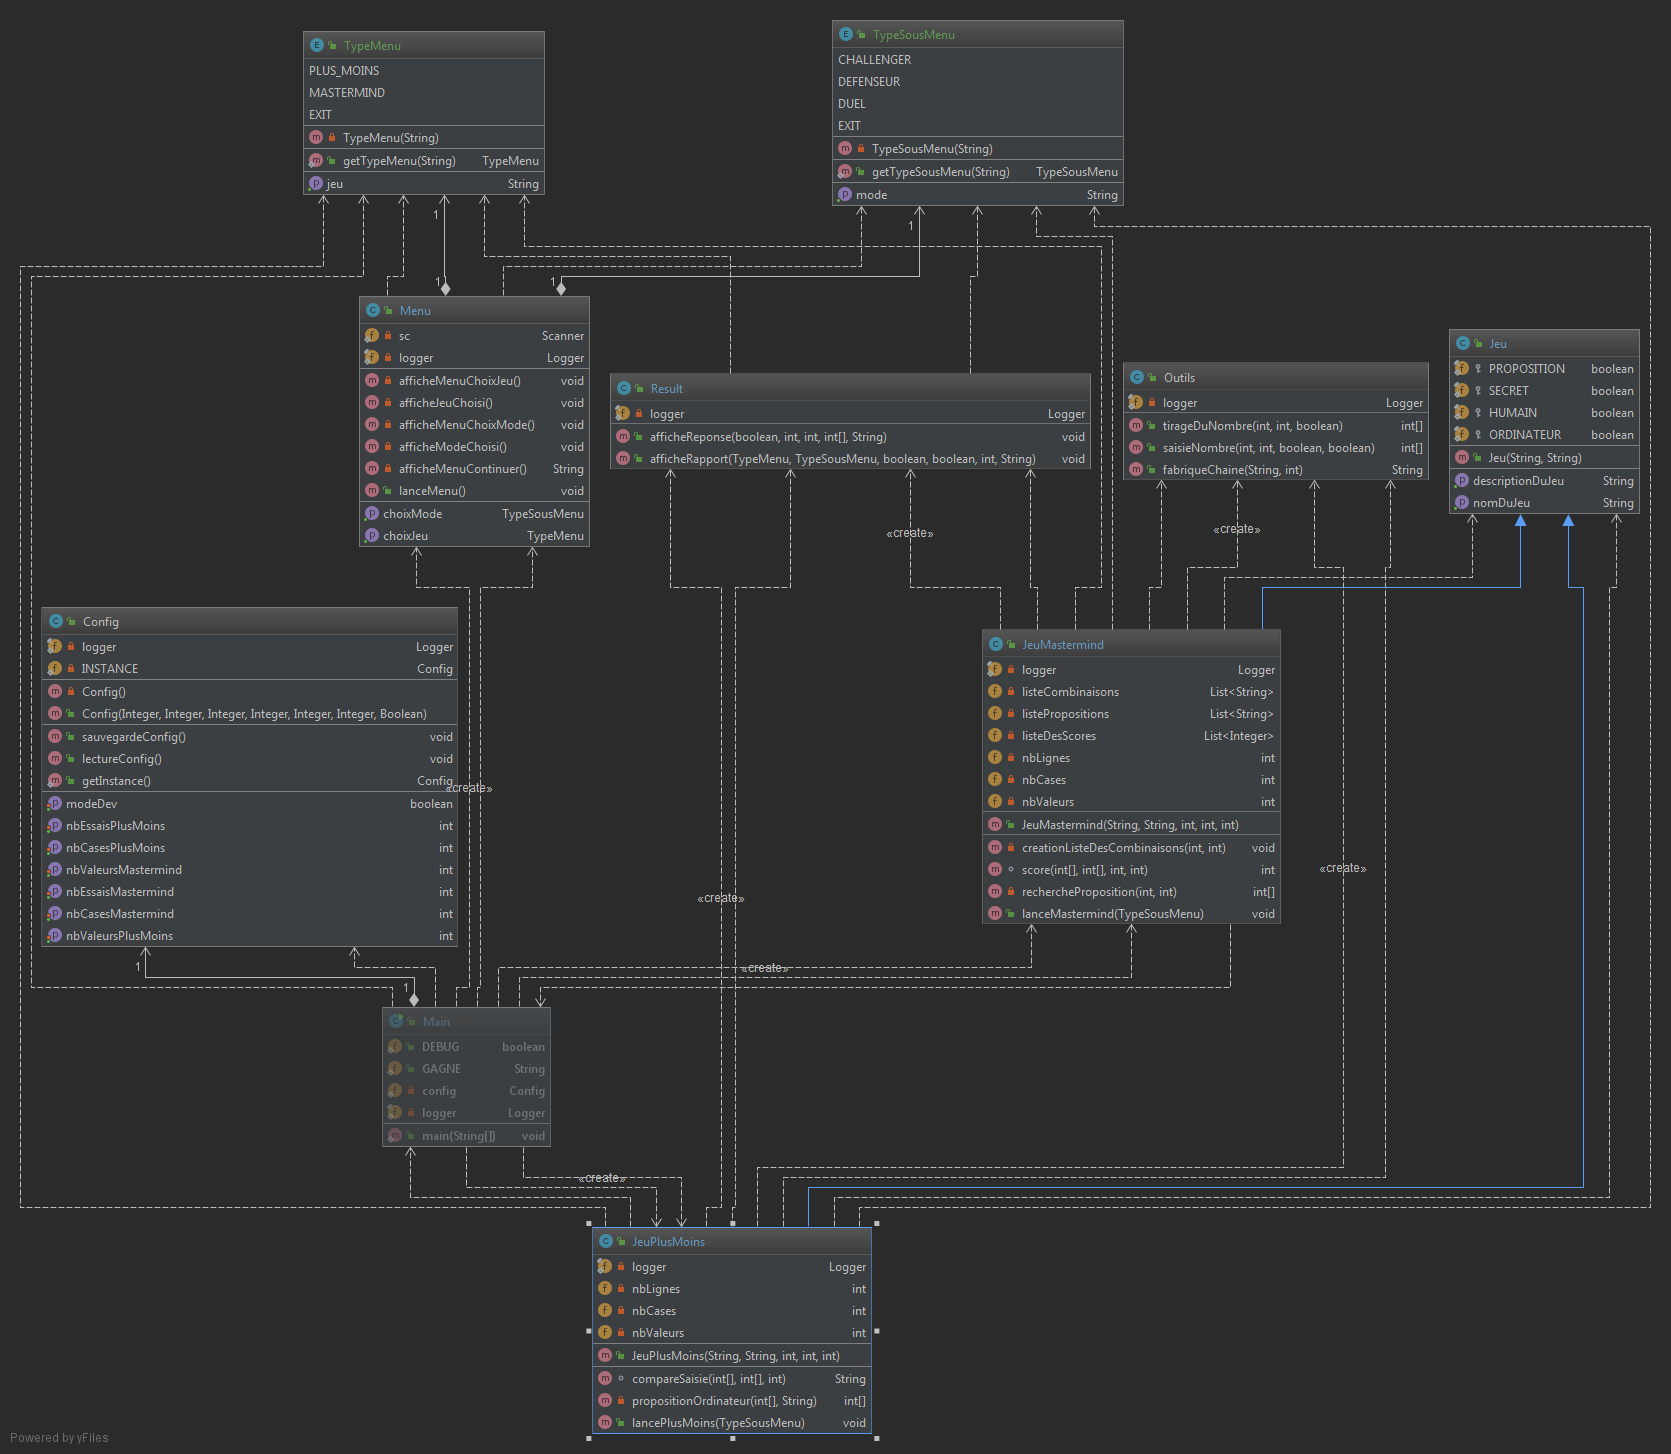 TypeMenu
PLUS_MOINS
MASTERMIND
EXIT
TypeMenu(String)
getTypeMenu(String) TypeMenu
jeu String
TypeSousMenu
CHALLENGER
DEFENSEUR
DUEL
EXIT
TypeSousMenu(String)
getTypeSousMenu(String) TypeSousMenu
mode String
1
1
1
1
Menu
sc Scanner
logger Logger
afficheMenuChoixJeu() void
afficheJeuChoisi() void
afficheMenuChoixMode() void
afficheModeChoisi() void
afficheMenuContinuer() String
lanceMenu() void
choixMode TypeSousMenu
choixJeu TypeMenu
Result
logger Logger
afficheReponse(boolean, int, int, int[], String) void
afficheRapport(TypeMenu, TypeSousMenu, boolean, boolean, int, String) void
Outils
logger Logger
tirageDuNombre(int, int, boolean) int[]
saisieNombre(int, int, boolean, boolean) int[]
fabriqueChaine(String, int) String
Jeu
PROPOSITION boolean
SECRET boolean
HUMAIN boolean
ORDINATEUR boolean
Jeu(String, String)
descriptionDuJeu String
nomDuJeu String
«create»
«create»
Config
logger Logger
INSTANCE Config
Config()
Config(Integer, Integer, Integer, Integer, Integer, Integer, Boolean)
sauvegardeConfig() void
lectureConfig() void
getInstance() Config
modeDev boolean
nbEssaisPlusMoins int
nbCasesPlusMoins int
nbValeursMastermind int
nbEssaisMastermind int
nbCasesMastermind int
nbValeursPlusMoins int
«create»
JeuMastermind
logger Logger
listeCombinaisons List<String>
listePropositions List<String>
listeDesScores List<Integer>
nbLignes int
nbCases int
nbValeurs int
JeuMastermind(String, String, int, int, int)
creationListeDesCombinaisons(int, int) void
score(int[], int[], int, int) int
rechercheProposition(int, int) int[]
lanceMastermind(TypeSousMenu) void
«create»
«create»
«create»
1
1
Main
DEBUG boolean
GAGNE String
config Config
logger Logger
main(String[]) void
«create»
JeuPlusMoins
logger Logger
nbLignes int
nbCases int
nbValeurs int
JeuPlusMoins(String, String, int, int, int)
compareSaisie(int[], int[], int) String
propositionOrdinateur(int[], String) int[]
lancePlusMoins(TypeSousMenu) void
Powered by yFiles